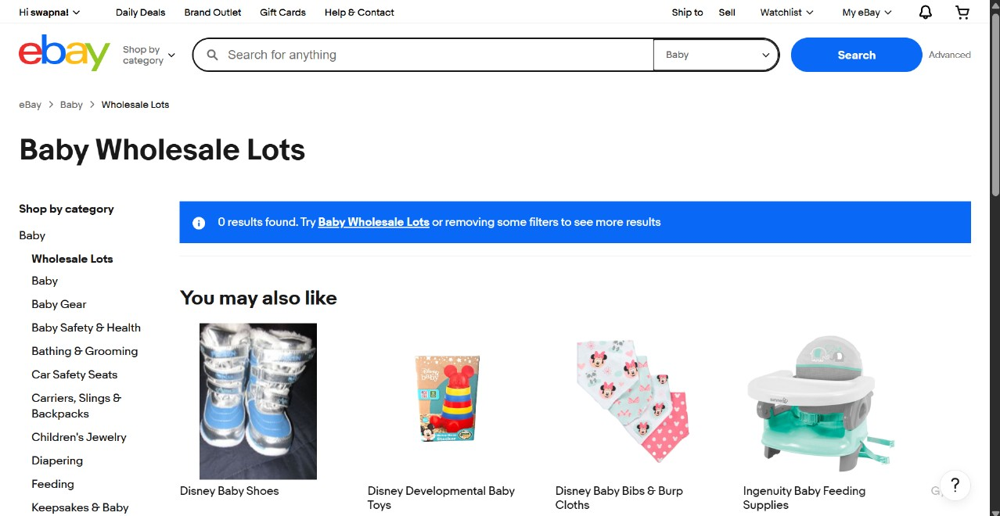 Hi swapna!
Daily Deals
Brand Outlet
Gift Cards
Help & Contact
Ship to
Sell
Watchlist
My eBay
ebay
Shop by
category
Search for anything
Baby
Search
Advanced
eBay
Baby
Wholesale Lots
Baby Wholesale Lots
Shop by category
Baby
Wholesale Lots
Baby
Baby Gear
Baby Safety & Health
Bathing & Grooming
Car Safety Seats
Carriers, Slings &
Backpacks
Children's Jewelry
Diapering
Feeding
Keepsakes & Baby
0 results found. Try Baby Wholesale Lots or removing some filters to see more results
You may also like
Disney
baby
Disney Baby Shoes
Disney Developmental Baby
Toys
Disney Baby Bibs & Burp
Cloths
Ingenuity Baby Feeding
Supplies
?